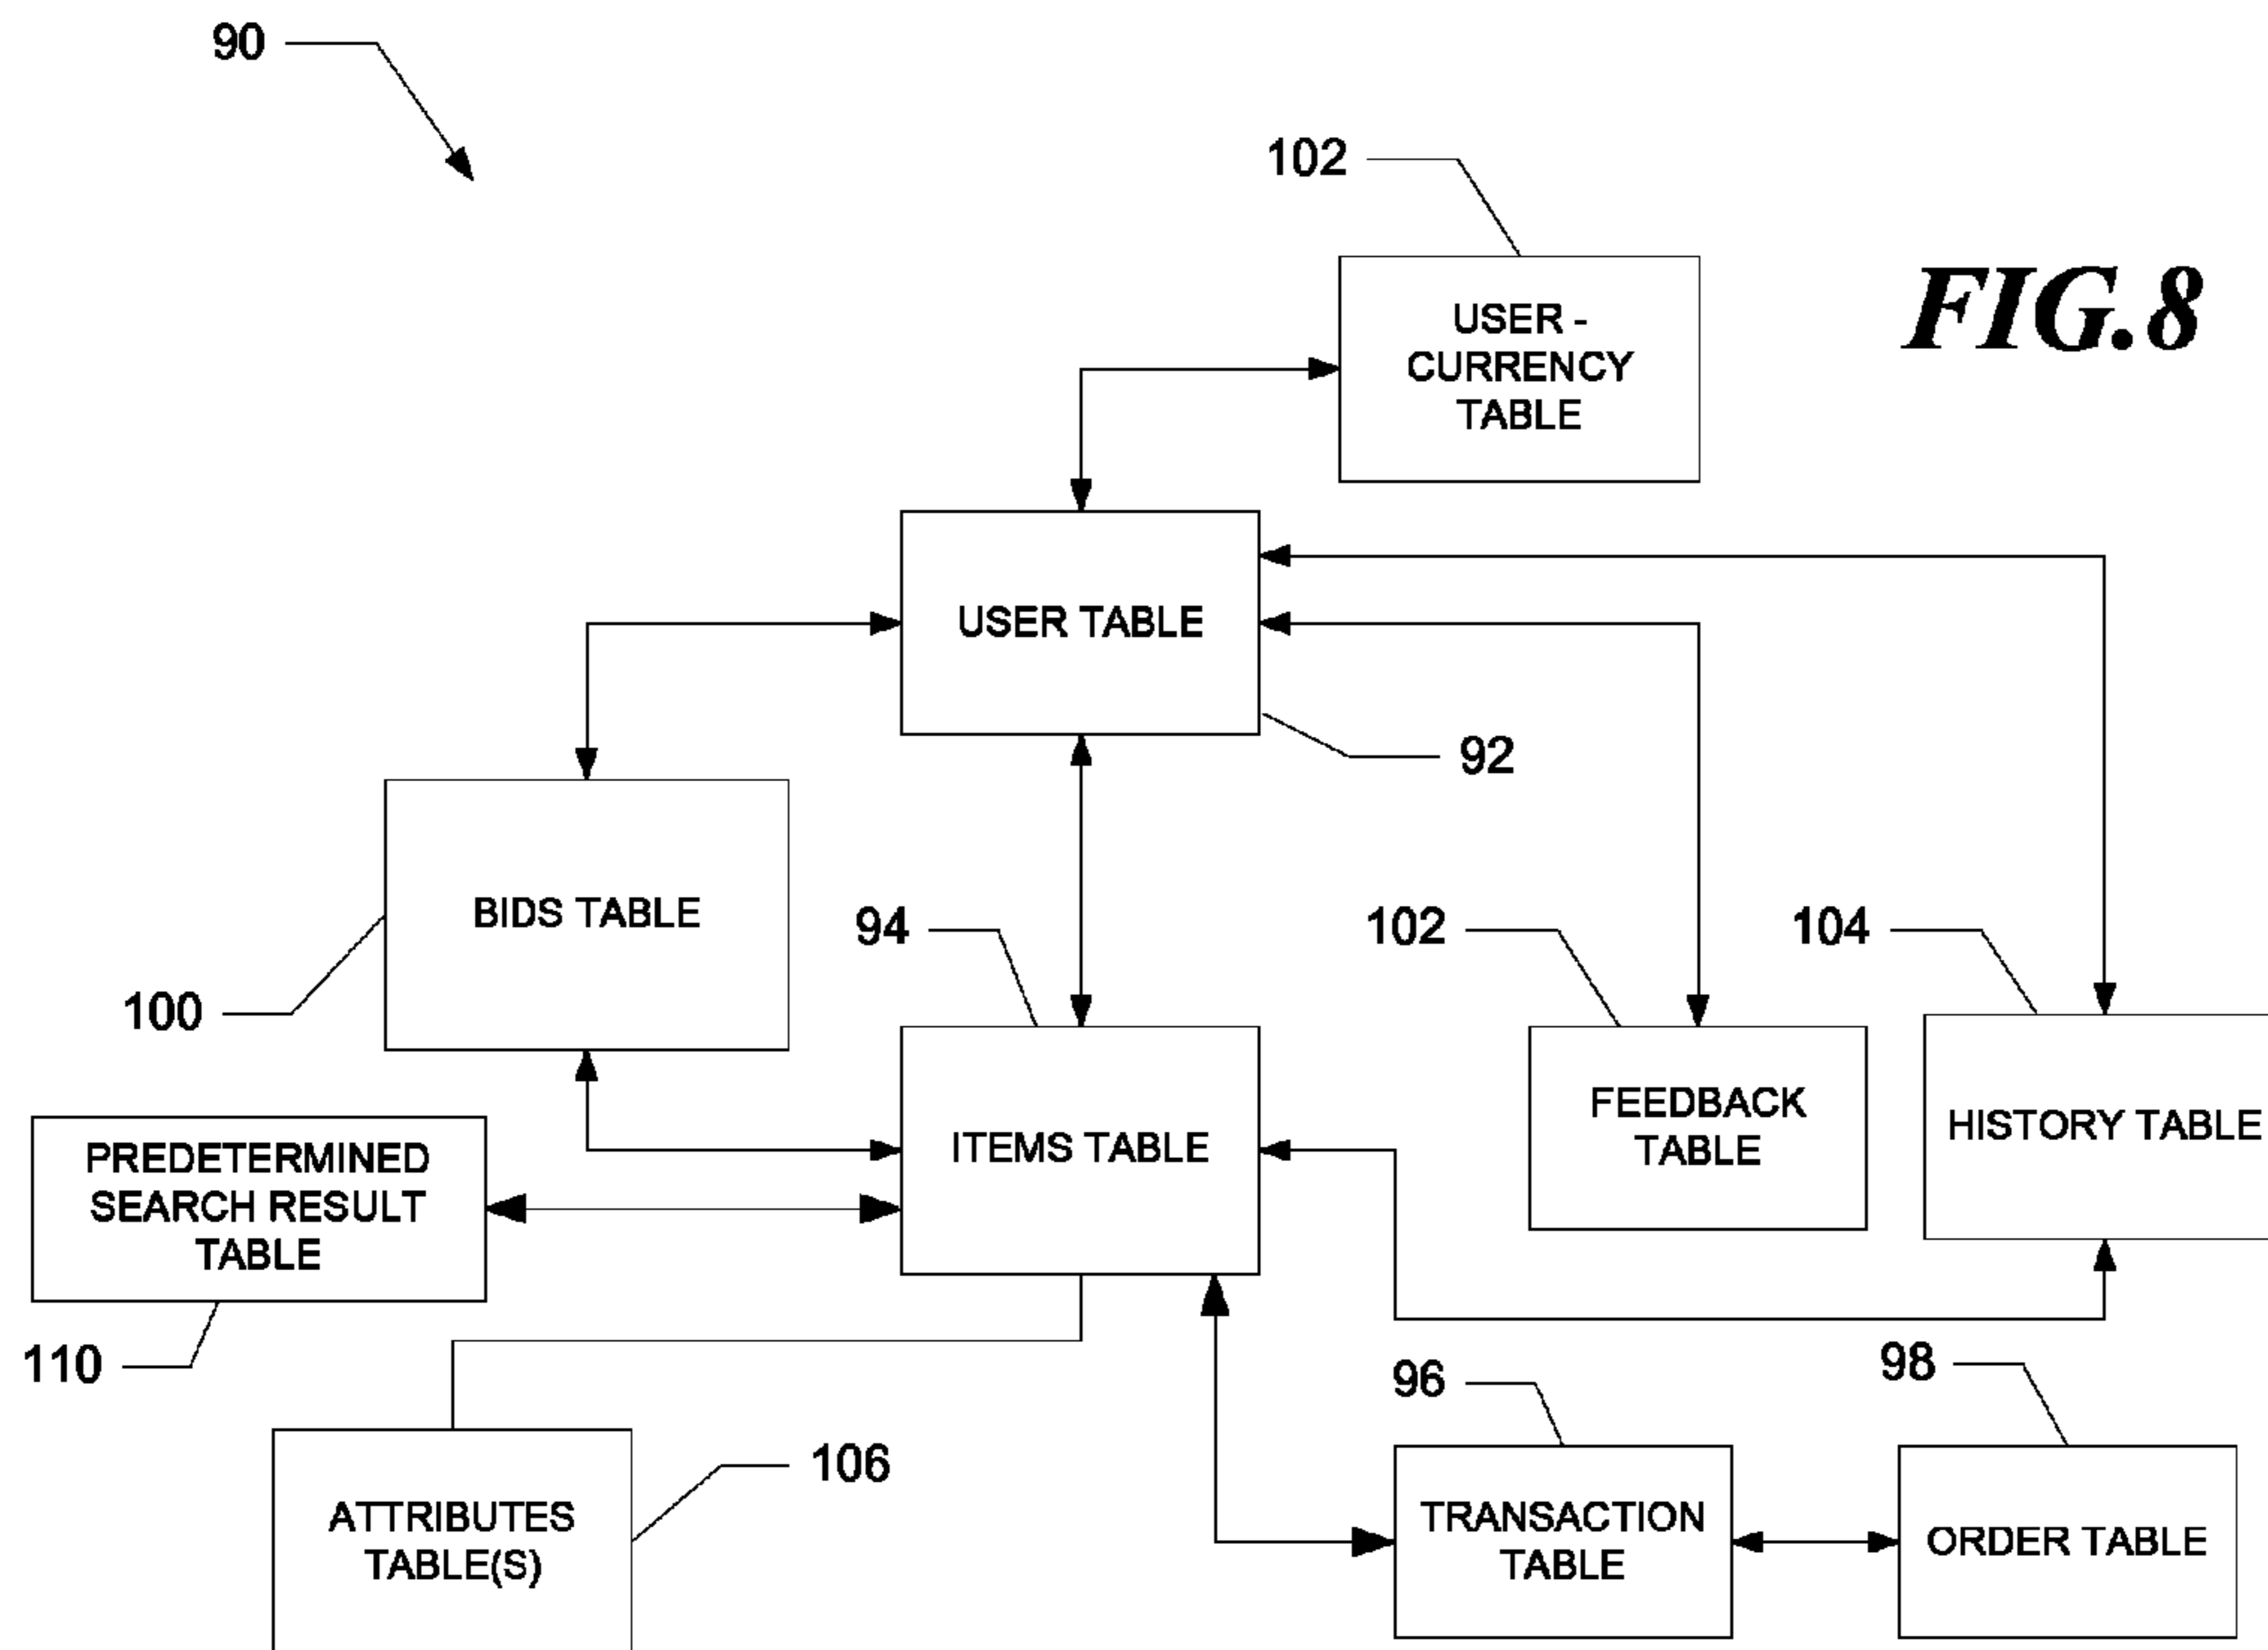 90
102
FIG.8
USER -
CURRENCY
TABLE
USER TABLE
92
BIDS TABLE
100
94
102
104
ITEMS TABLE
FEEDBACK
TABLE
HISTORY TABLE
PREDETERMINED
SEARCH RESULT
TABLE
110
96
98
106
ATTRIBUTES
TABLE(S)
TRANSACTION
TABLE
ORDER TABLE